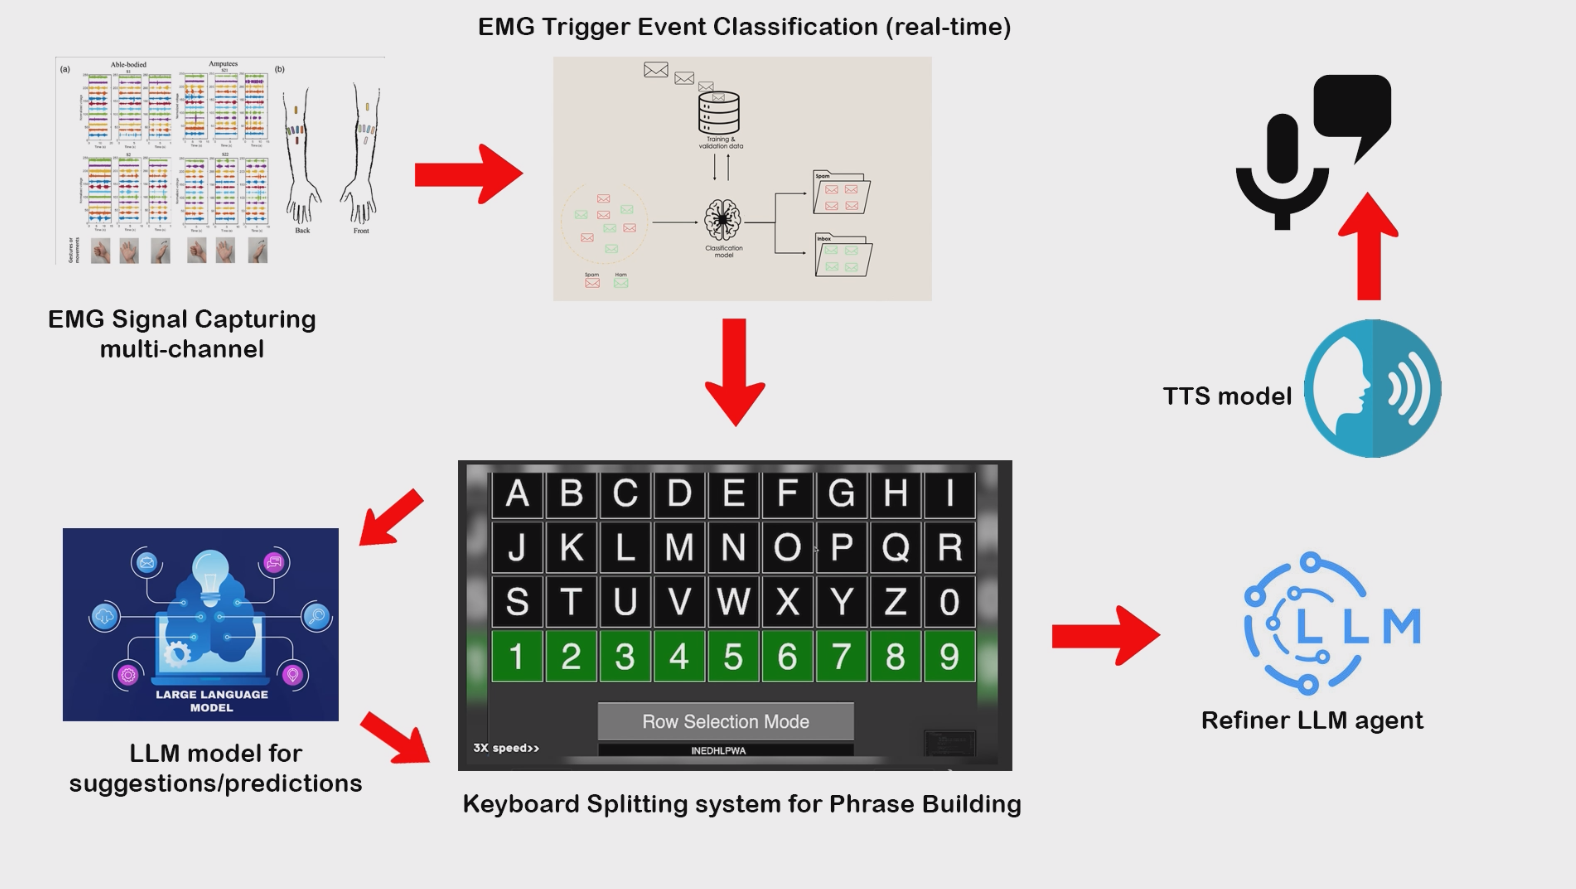 EMG Trigger Event Classification (real-time)
(a)
Able-bodied
Amputees
(b)
Back
Front
EMG Signal Capturing
multi-channel
Training &
validation data
Spam
Classification
model
Inbox
Spam
Ham
TTS model
A B C D E F G H I
J K L M N O P Q R
S T U V W X Y Z 0
1 2 3 4 5 6 7 8 9
Row Selection Mode
3X speed>>
INEDHLPWA
LARGE LANGUAGE
MODEL
LLM model for
suggestions/predictions
Keyboard Splitting system for Phrase Building
LLM
Refiner LLM agent